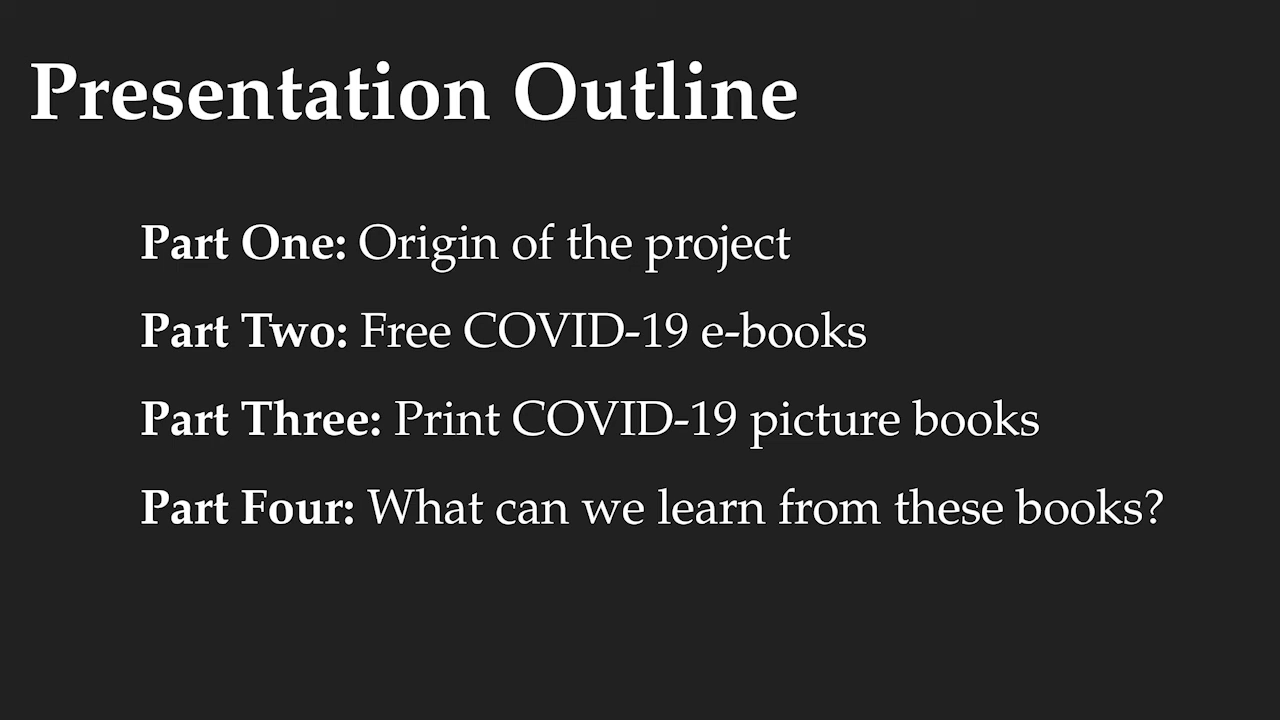 Presentation Outline
Part One: Origin of the project
Part Two: Free COVID-19 e-books
Part Three: Print COVID-19 picture books
Part Four: What can we learn from these books?